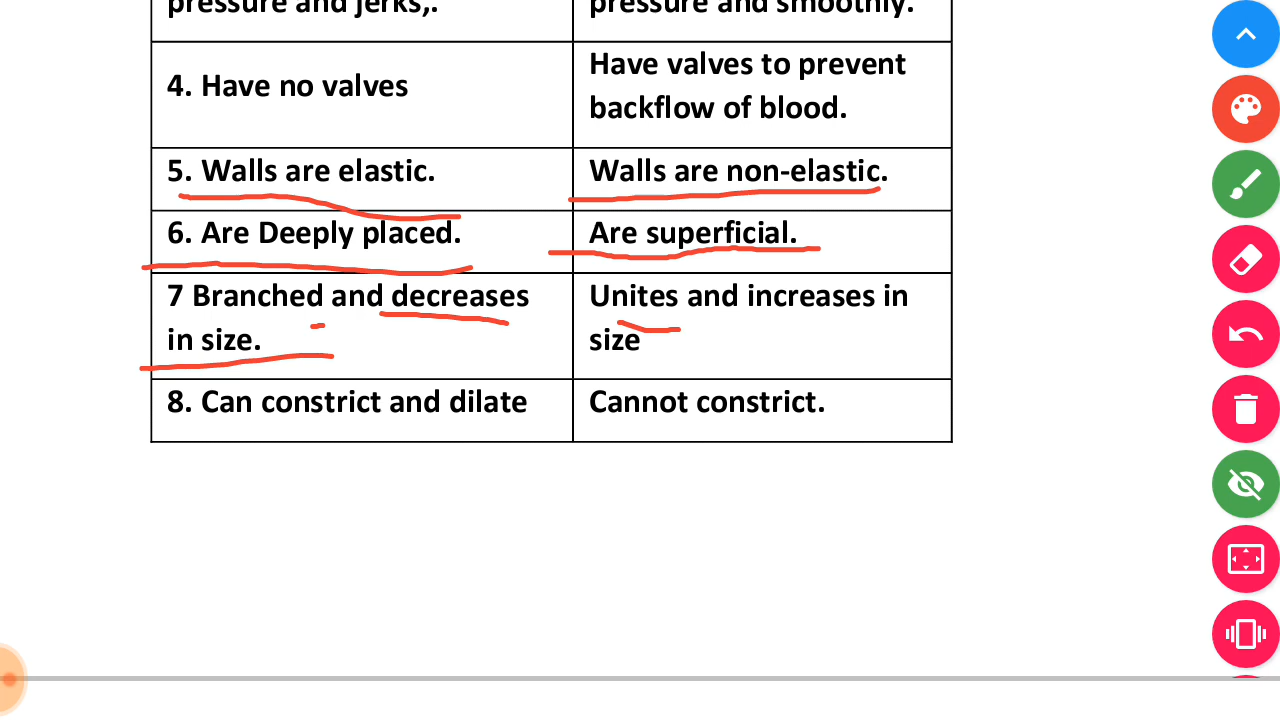 pressure and jerks,.
pressure and smoothly.
4. Have no valves
Have valves to prevent
backflow of blood.
5. Walls are elastic.
Walls are non-elastic.
6. Are Deeply placed.
Are superficial.
7 Branched and decreases
in size.
Unites and increases in
size
8. Can constrict and dilate
Cannot constrict.